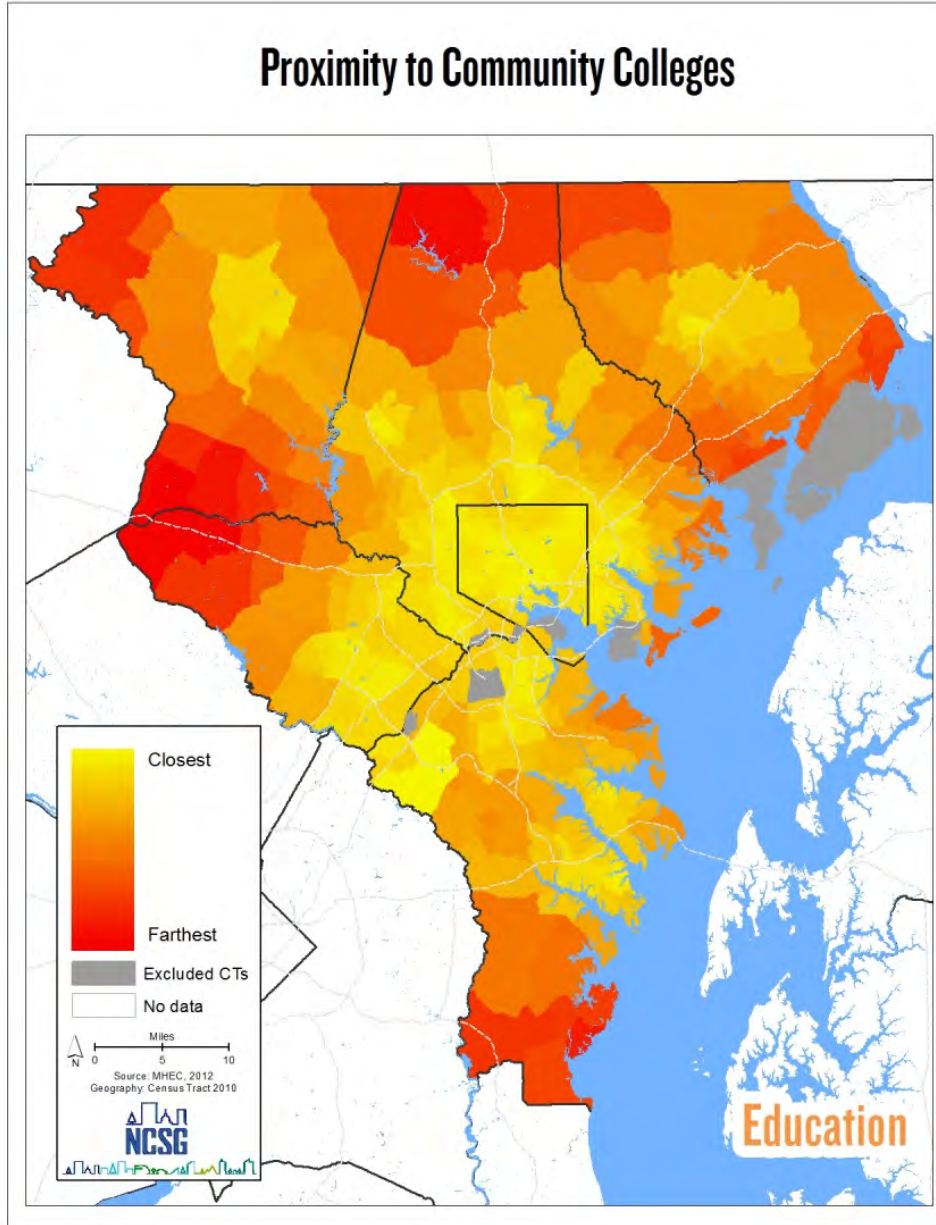 Proximity to Community Colleges
Closest
Farthest
Excluded CTs
No data
Miles
N
0 5 10
Source: MHEC, 2012
Geography: Census Tract 2010
NCSG
Education